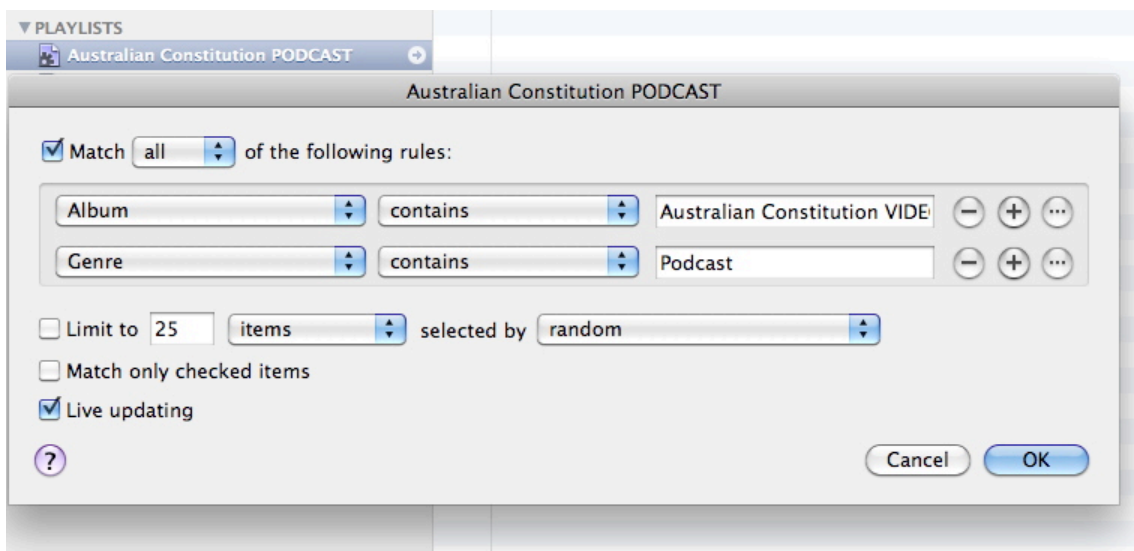 PLAYLISTS
Australian Constitution PODCAST
Australian Constitution PODCAST
Match all of the following rules:
Album contains Australian Constitution VIDE
Genre contains Podcast
Limit to 25 items selected by random
Match only checked items
Live updating
? Cancel OK